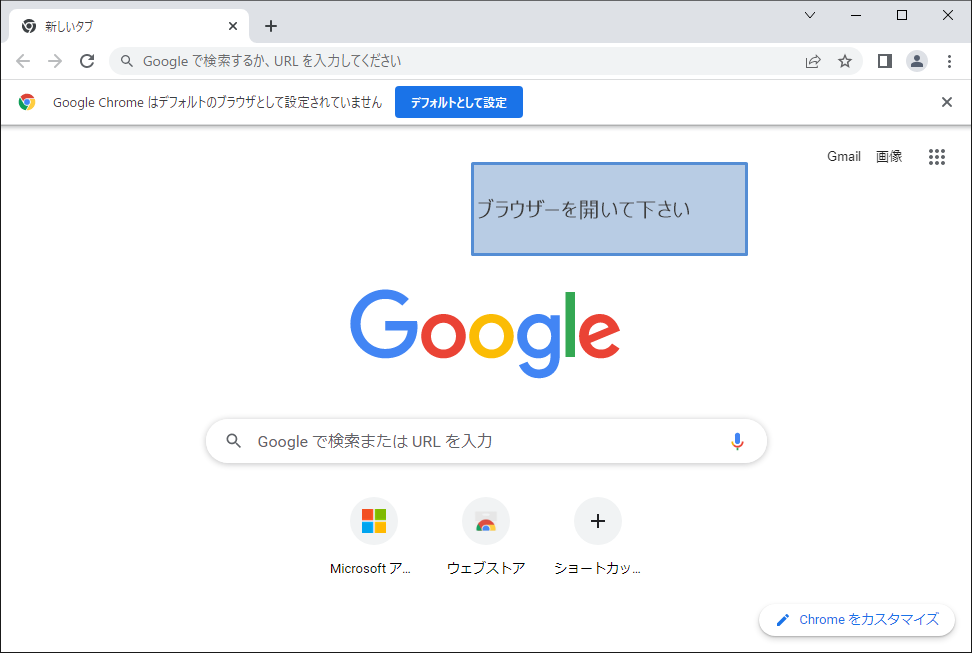 新しいタブ
Google で検索するか、URL を入力してください
Google Chrome はデフォルトのブラウザとして設定されていません
デフォルトとして設定
Gmail 画像
ブラウザーを開いて下さい
Google
Google で検索または URL を入力
Microsoft ア... ウェブストア ショートカッ...
Chrome をカスタマイズ